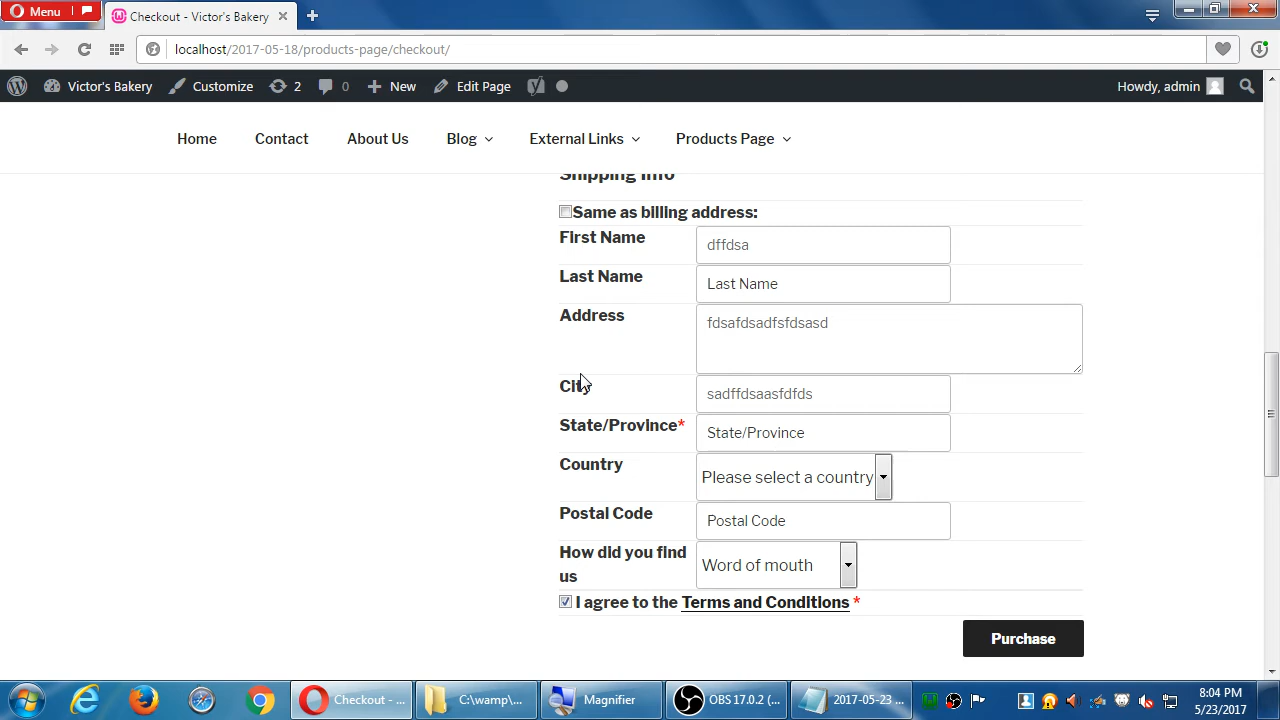 Menu
Checkout - Victor's Bakery
localhost/2017-05-18/products-page/checkout/
Victor's Bakery Customize 2 0 New Edit Page Howdy, admin
Home Contact About Us Blog External Links Products Page
Shipping Info
Same as billing address:
First Name dffdsa
Last Name Last Name
Address fdsafdsadfsfdsasd
City sadffdsaasfdfds
State/Province* State/Province
Country Please select a country
Postal Code Postal Code
How did you find us Word of mouth
I agree to the Terms and Conditions *
Purchase
Checkout - ... C:\wamp\... Magnifier OBS 17.0.2 (... 2017-05-23 ... 8:04 PM
5/23/2017